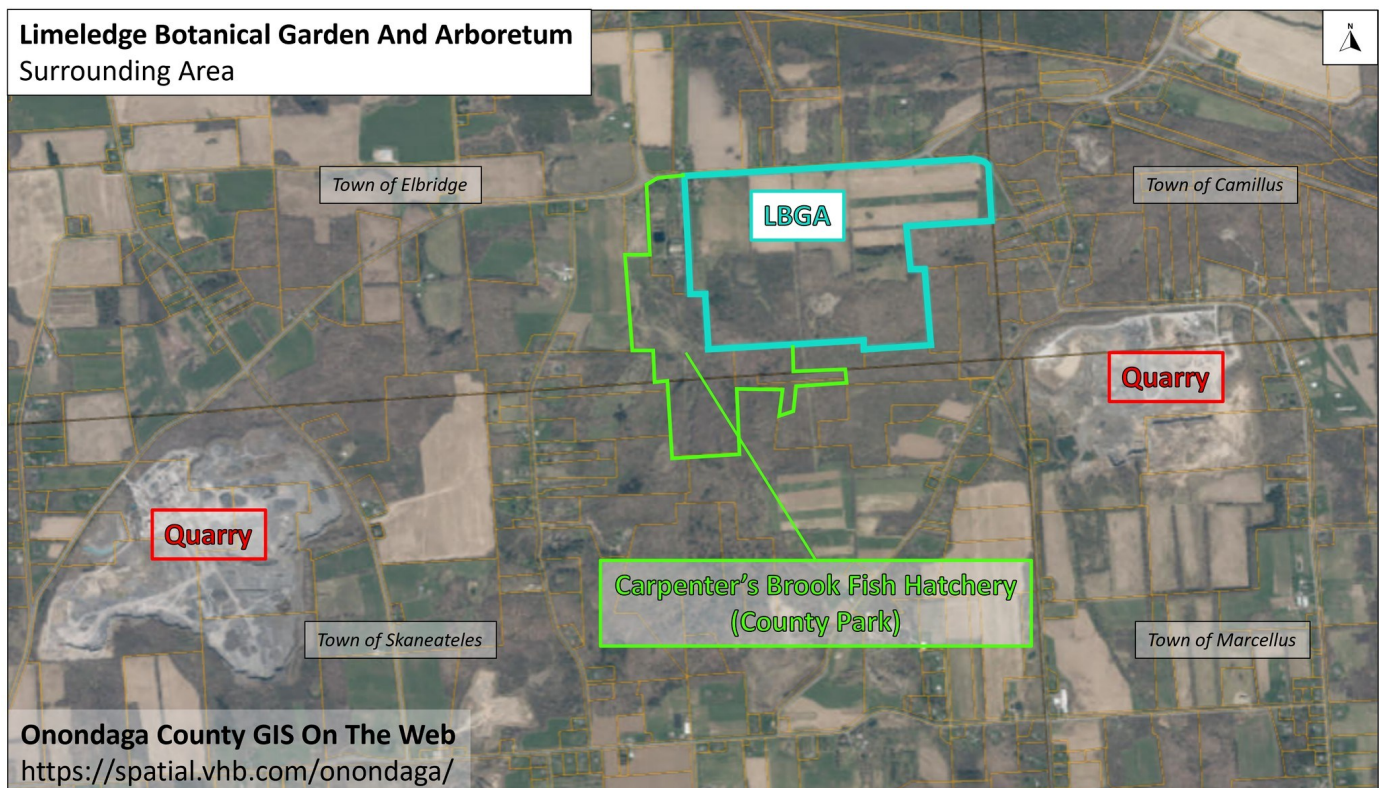 Limeledge Botanical Garden And Arboretum
Surrounding Area
N
Town of Elbridge
Town of Camillus
LBGA
Quarry
Quarry
Carpenter's Brook Fish Hatchery
(County Park)
Town of Skaneateles
Town of Marcellus
Onondaga County GIS On The Web
https://spatial.vhb.com/onondaga/